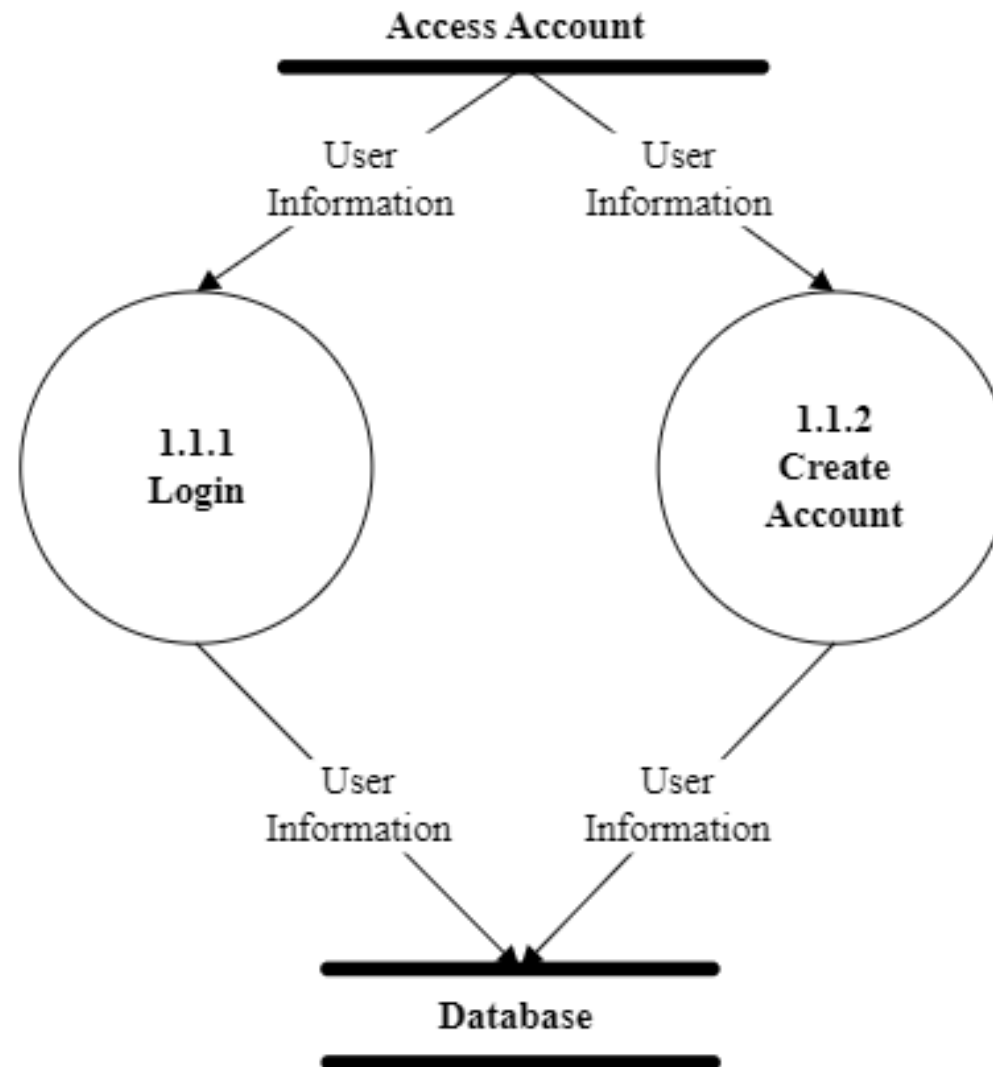 Access Account
User
Information
User
Information
1.1.1
Login
1.1.2
Create
Account
User
Information
User
Information
Database